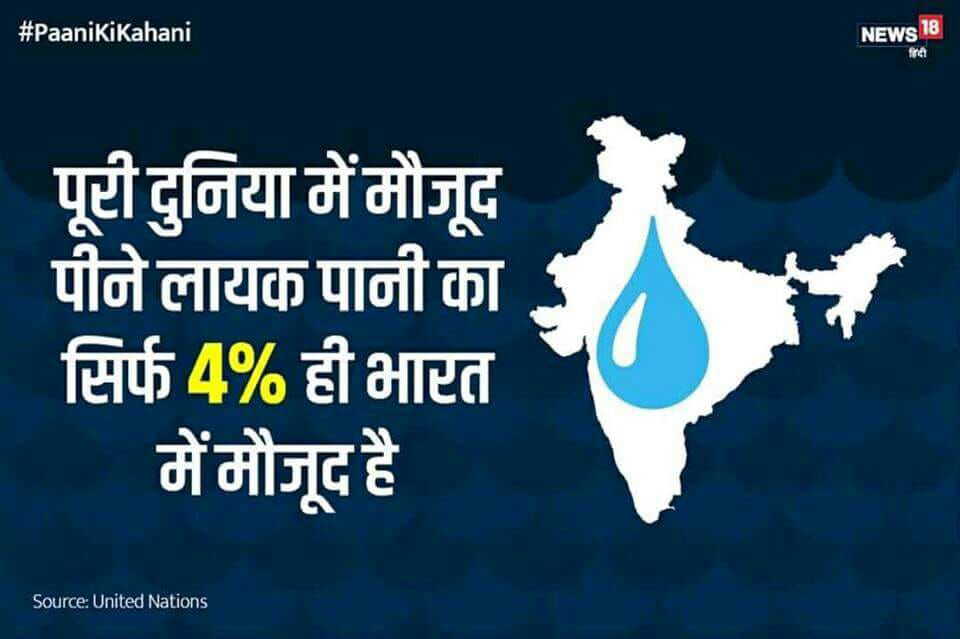 #PaaniKiKahani
NEWS18
हिंदी
पूरी दुनिया में मौजूद
पीने लायक पानी का
सिर्फ 4% ही भारत
में मौजूद है
Source: United Nations